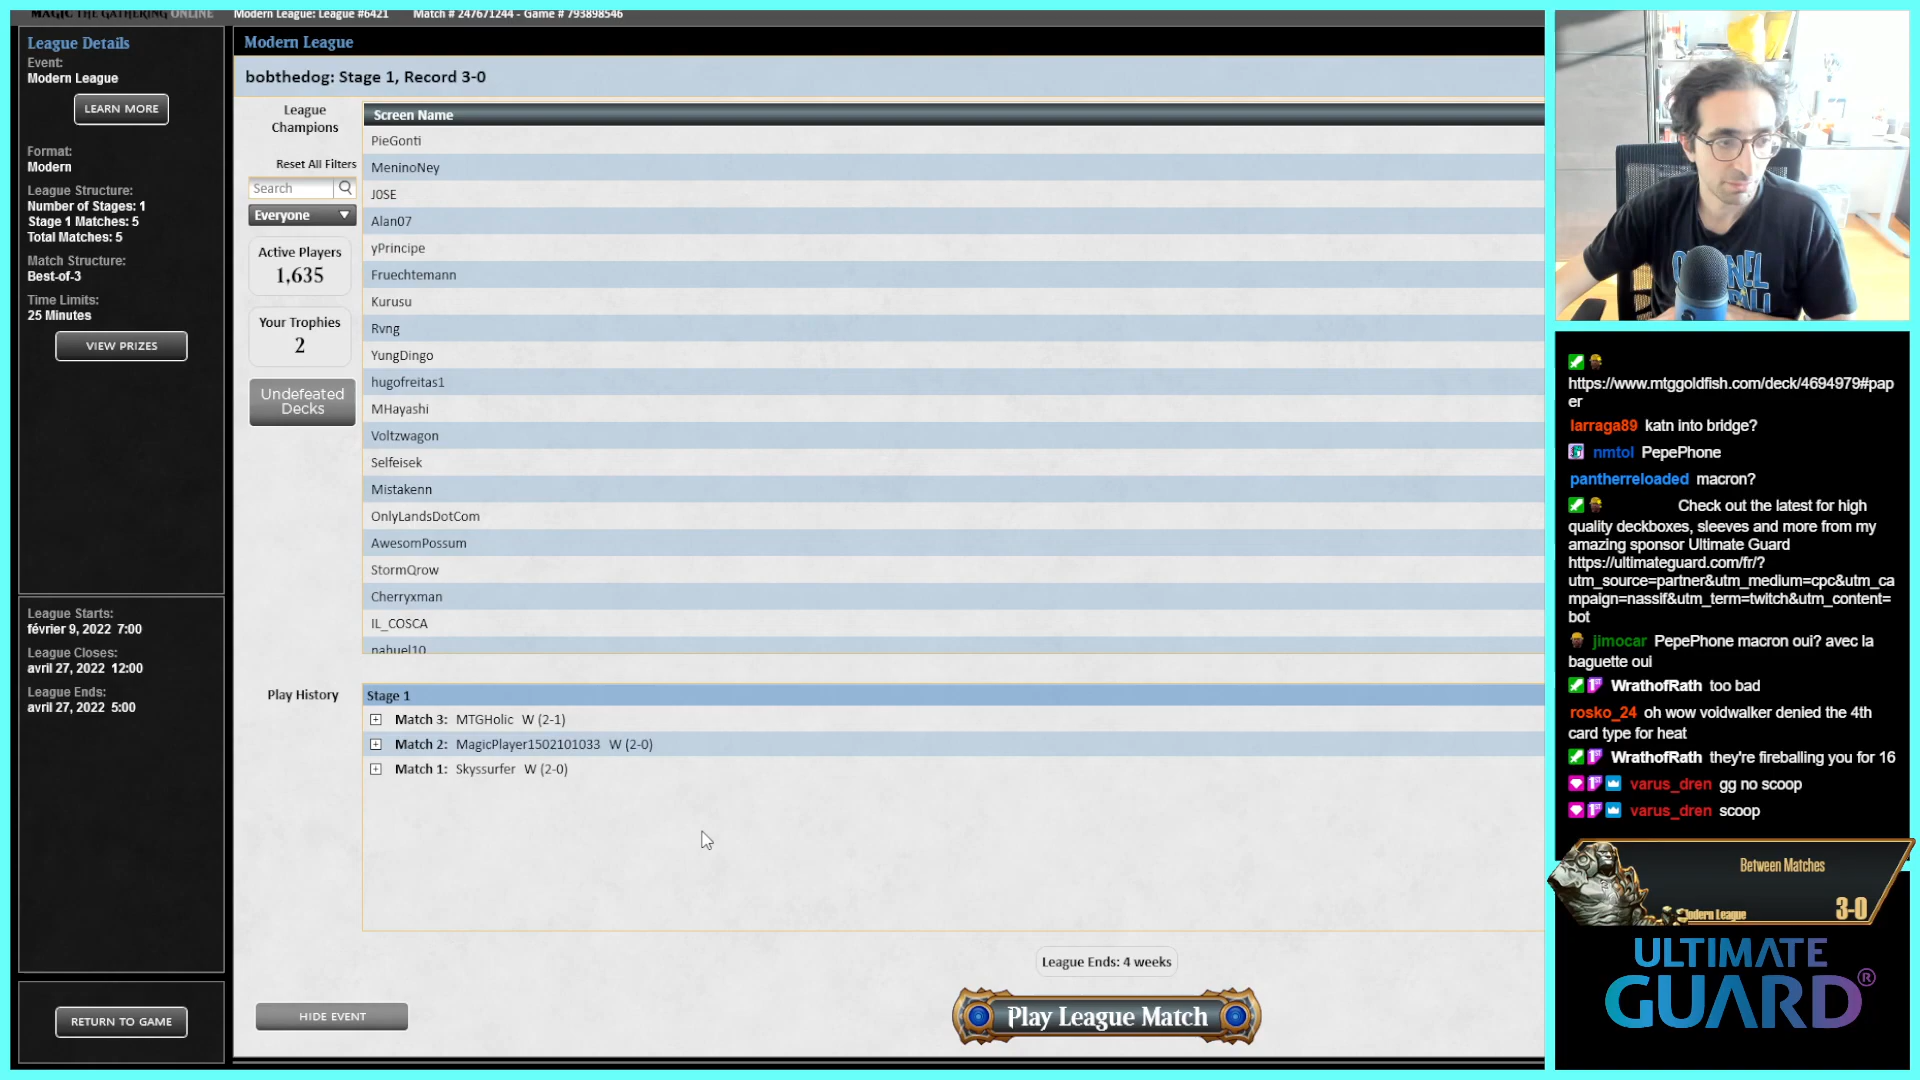 MAGIC THE GATHERING ONLINE
Modern League: League #6421 Match # 247671244 - Game # 793898546
League Details
Event:
Modern League
LEARN MORE
Format:
Modern
League Structure:
Number of Stages: 1
Stage 1 Matches: 5
Total Matches: 5
Match Structure:
Best-of-3
Time Limits:
25 Minutes
VIEW PRIZES
League Starts:
février 9, 2022 7:00
League Closes:
avril 27, 2022 12:00
League Ends:
avril 27, 2022 5:00
RETURN TO GAME
Modern League
bobthedog: Stage 1, Record 3-0
League
Champions
Reset All Filters
Search
Everyone
Active Players
1,635
Your Trophies
2
Undefeated
Decks
Screen Name
PieGonti
MeninoNey
J0SE
Alan07
yPrincipe
Fruechtemann
Kurusu
Rvng
YungDingo
hugofreitas1
MHayashi
Voltzwagon
Selfeisek
Mistakenn
OnlyLandsDotCom
AwesomPossum
StormQrow
Cherryxman
IL_COSCA
nahuel10
Play History
Stage 1
Match 3: MTGHolic W (2-1)
Match 2: MagicPlayer1502101033 W (2-0)
Match 1: Skyssurfer W (2-0)
League Ends: 4 weeks
HIDE EVENT
Play League Match
https://www.mtggoldfish.com/deck/4694979#pap
er
larraga89 katn into bridge?
nmtol PepePhone
pantherreloaded macron?
Check out the latest for high
quality deckboxes, sleeves and more from my
amazing sponsor Ultimate Guard
https://ultimateguard.com/fr/?
utm_source=partner&utm_medium=cpc&utm_ca
mpaign=nassif&utm_term=twitch&utm_content=
bot
jimocar PepePhone macron oui? avec la
baguette oui
WrathofRath too bad
rosko_24 oh wow voidwalker denied the 4th
card type for heat
WrathofRath they're fireballing you for 16
varus_dren gg no scoop
varus_dren scoop
Between Matches
Modern League 3-0
ULTIMATE
GUARD®